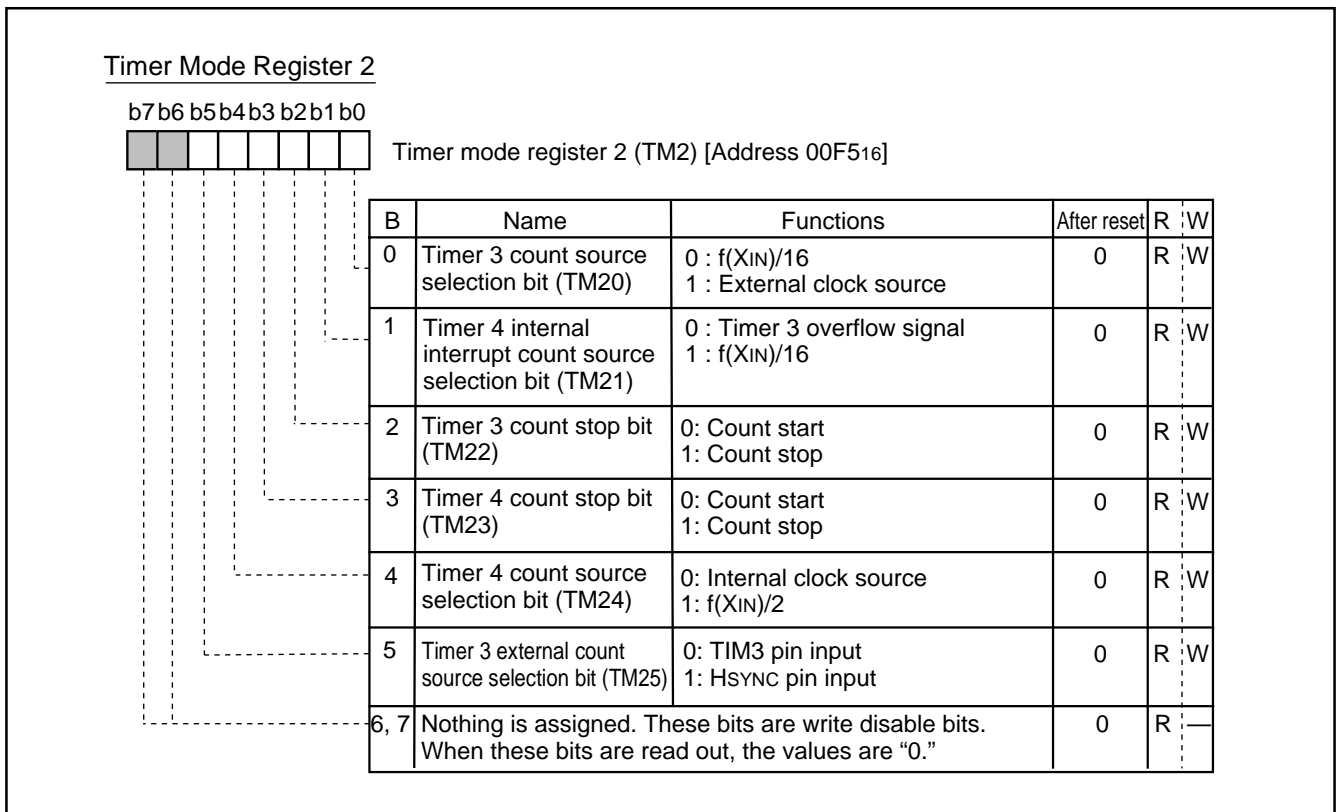 Timer Mode Register 2
b7 b6 b5 b4 b3 b2 b1 b0
Timer mode register 2 (TM2) [Address 00F516]
B Name Functions After reset R W
0 Timer 3 count source 0 : f(XIN)/16 0 R W
selection bit (TM20) 1 : External clock source
1 Timer 4 internal 0 : Timer 3 overflow signal 0 R W
interrupt count source 1 : f(XIN)/16
selection bit (TM21)
2 Timer 3 count stop bit 0: Count start 0 R W
(TM22) 1: Count stop
3 Timer 4 count stop bit 0: Count start 0 R W
(TM23) 1: Count stop
4 Timer 4 count source 0: Internal clock source 0 R W
selection bit (TM24) 1: f(XIN)/2
5 Timer 3 external count 0: TIM3 pin input 0 R W
source selection bit (TM25) 1: HSYNC pin input
6, 7 Nothing is assigned. These bits are write disable bits. 0 R —
When these bits are read out, the values are “0.”